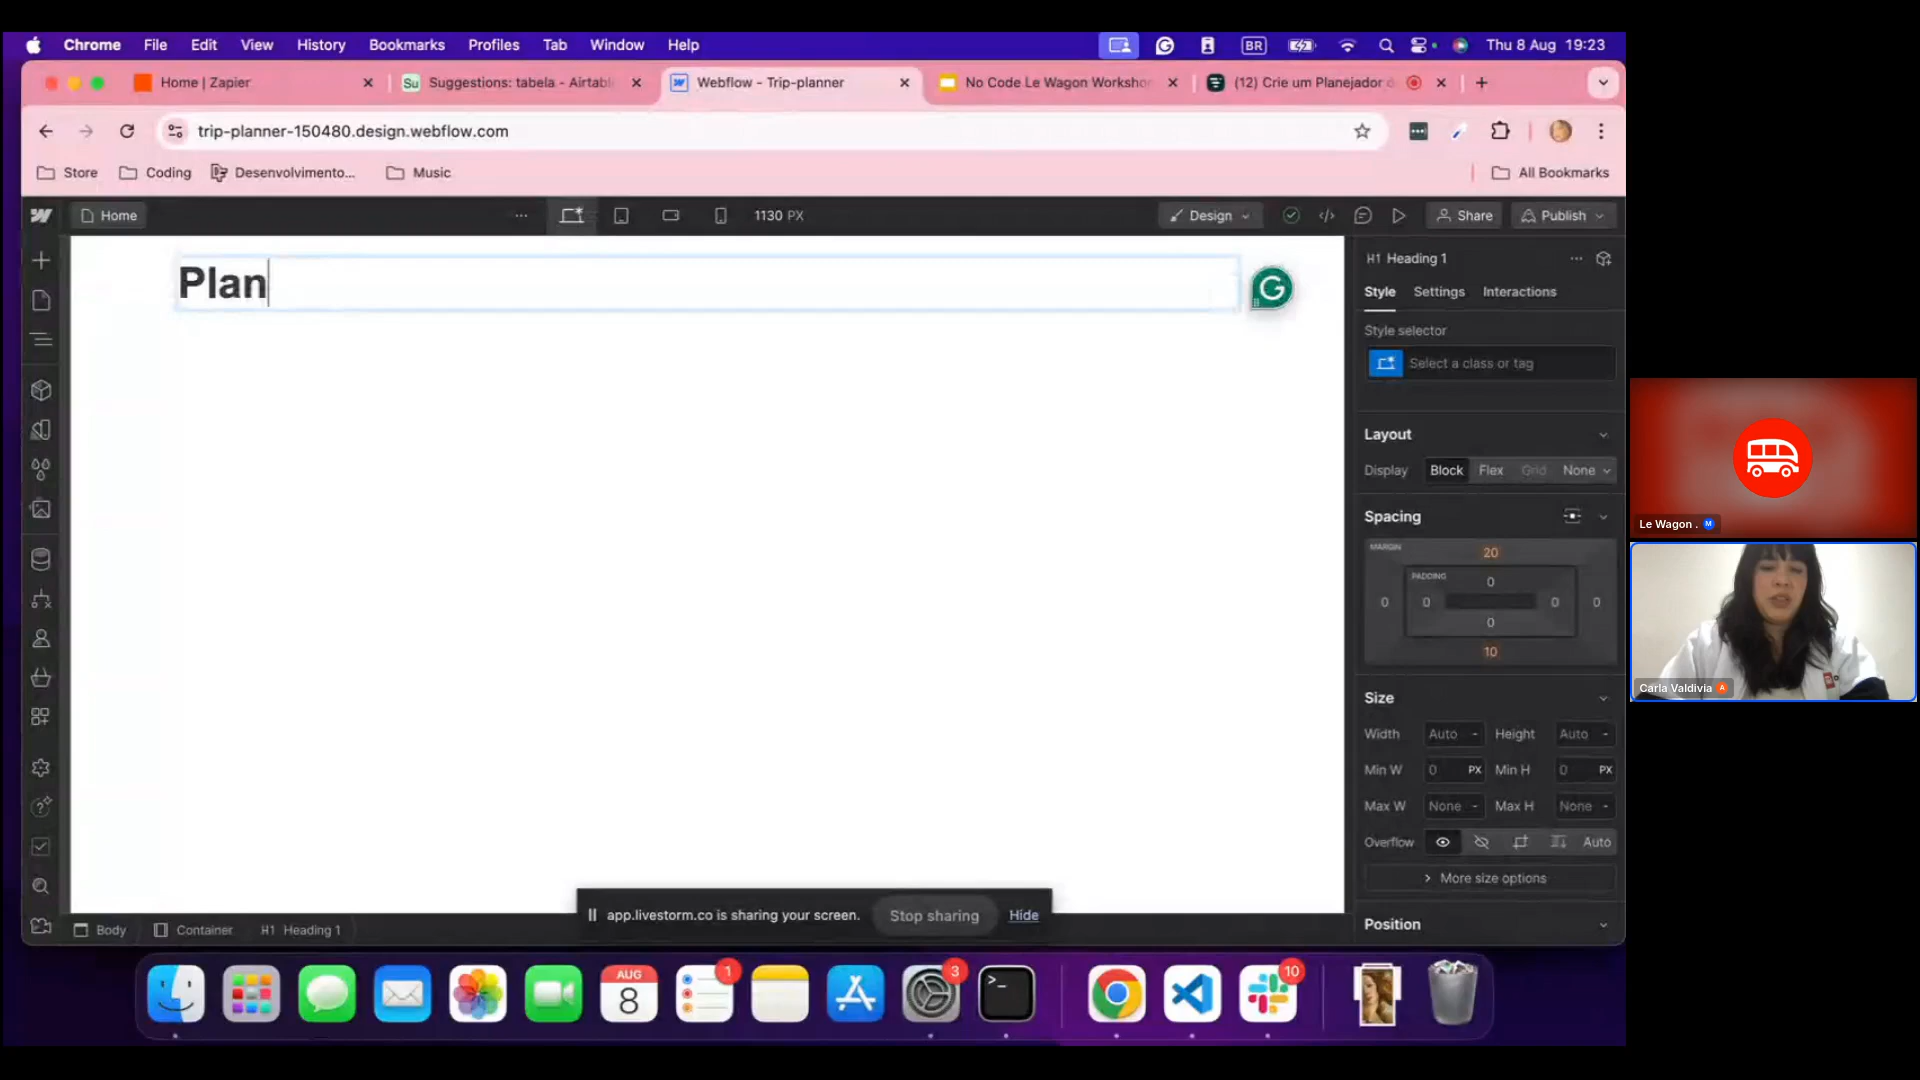 Chrome File Edit View History Bookmarks Profiles Tab Window Help BR Thu 8 Aug 19:23
Home | Zapier Suggestions: tabela - Airtabl Webflow - Trip-planner No Code Le Wagon Workshop (12) Crie um Planejador d
trip-planner-150480.design.webflow.com
Store Coding Desenvolvimento... Music All Bookmarks
Home ... 1130 PX Design Share Publish
Plan
H1 Heading 1
Style Settings Interactions
Style selector
Select a class or tag
Layout
Display Block Flex Grid None
Spacing
MARGIN
20
PADDING
0
0 0 0 0
0
10
Size
Width Auto - Height Auto -
Min W 0 PX Min H 0 PX
Max W None - Max H None -
Overflow Auto
More size options
Position
Body Container H1 Heading 1
app.livestorm.co is sharing your screen. Stop sharing Hide
AUG
8
1
3
10
Le Wagon . M
Carla Valdivia A